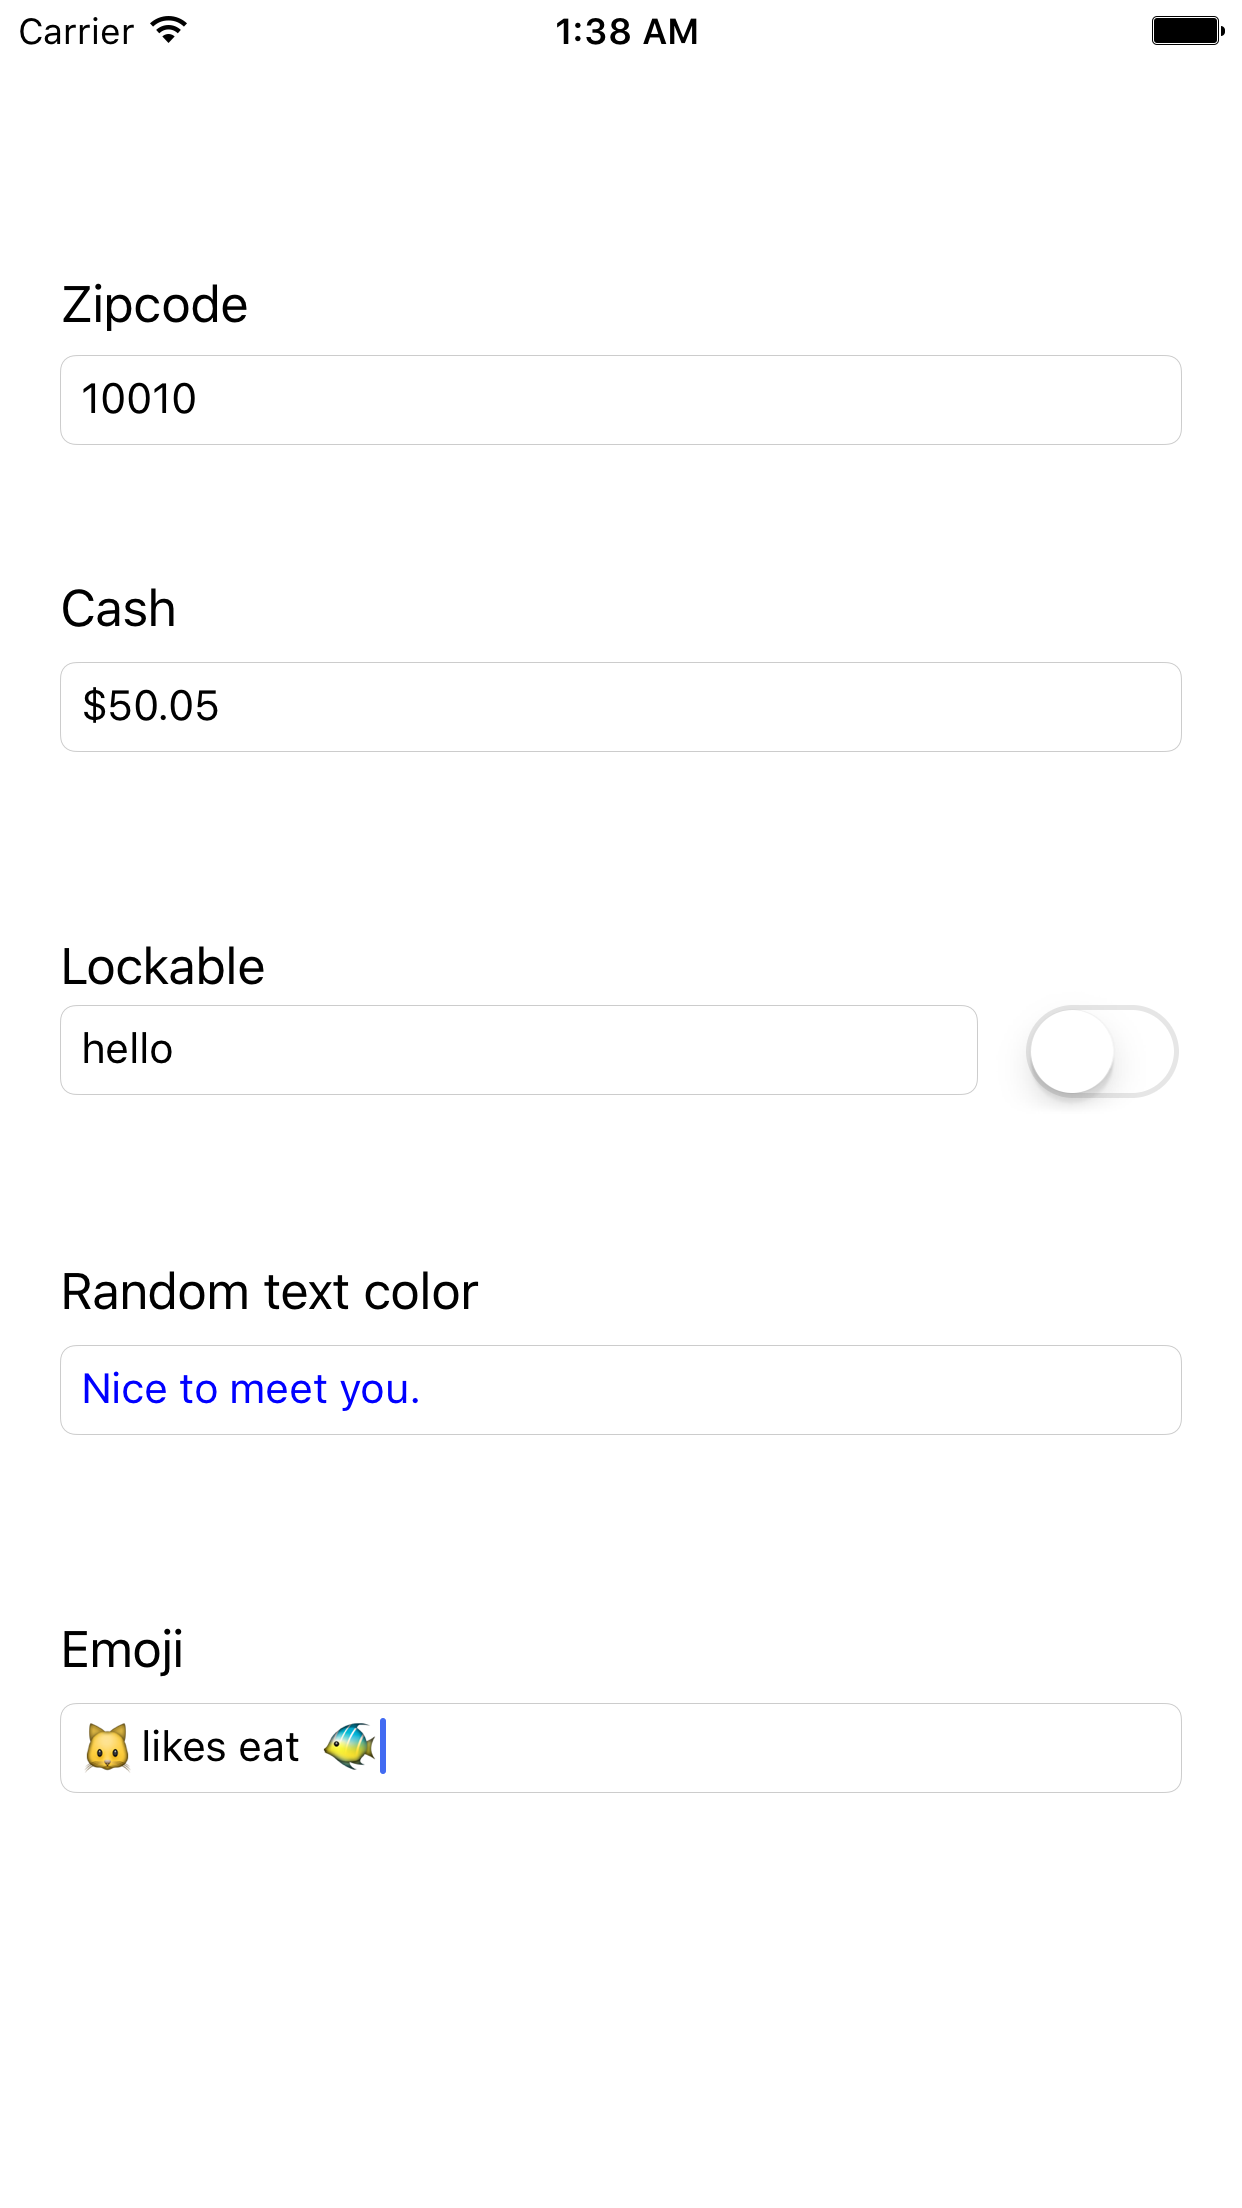 Carrier 1:38 AM
Zipcode
10010
Cash
$50.05
Lockable
hello
Random text color
Nice to meet you.
Emoji
🐱 likes eat 🐠